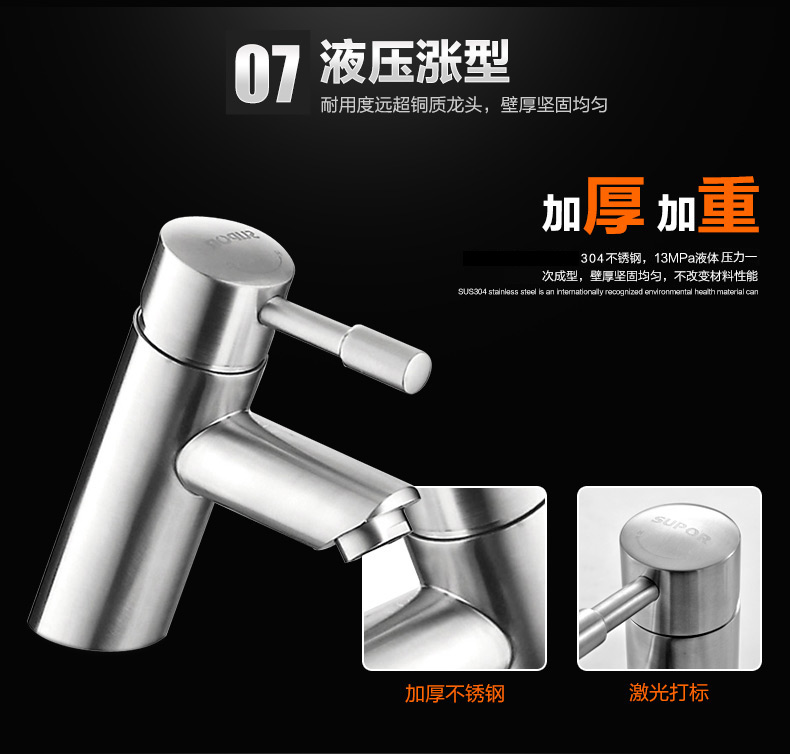 07
液压涨型
耐用度远超铜质龙头，壁厚坚固均匀
加厚 加重
304不锈钢，13MPa液体 压力一
次成型，壁厚坚固均匀，不改变材料性能
SUS304 stainless steel is an internationally recognized environmental health material can
SUPOR
SUPOR
加厚不锈钢
激光打标